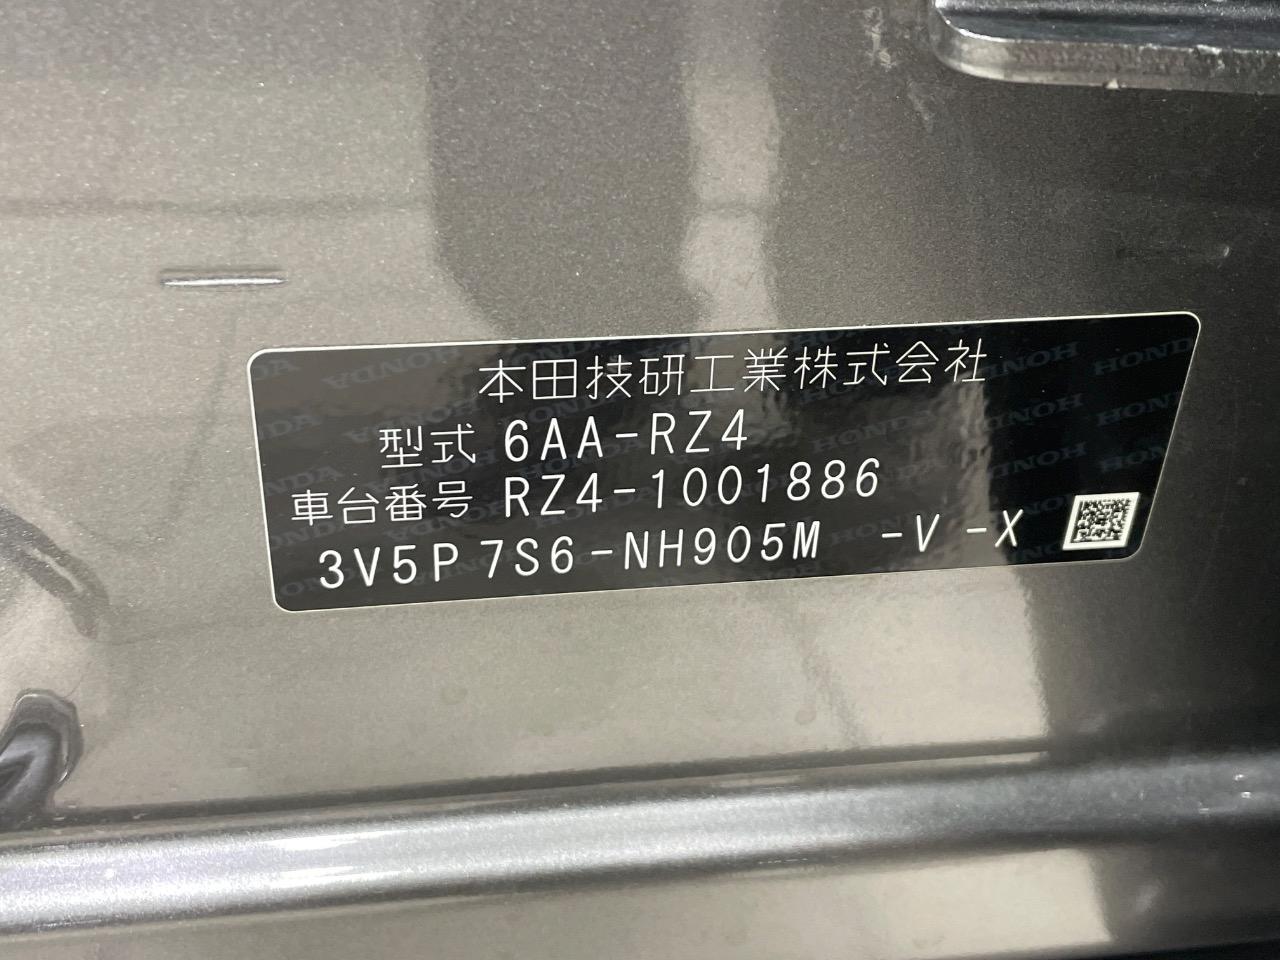 本田技研工業株式会社
型式 6AA-RZ4
車台番号 RZ4-1001886
3V5P 7S6-NH905M -V -X